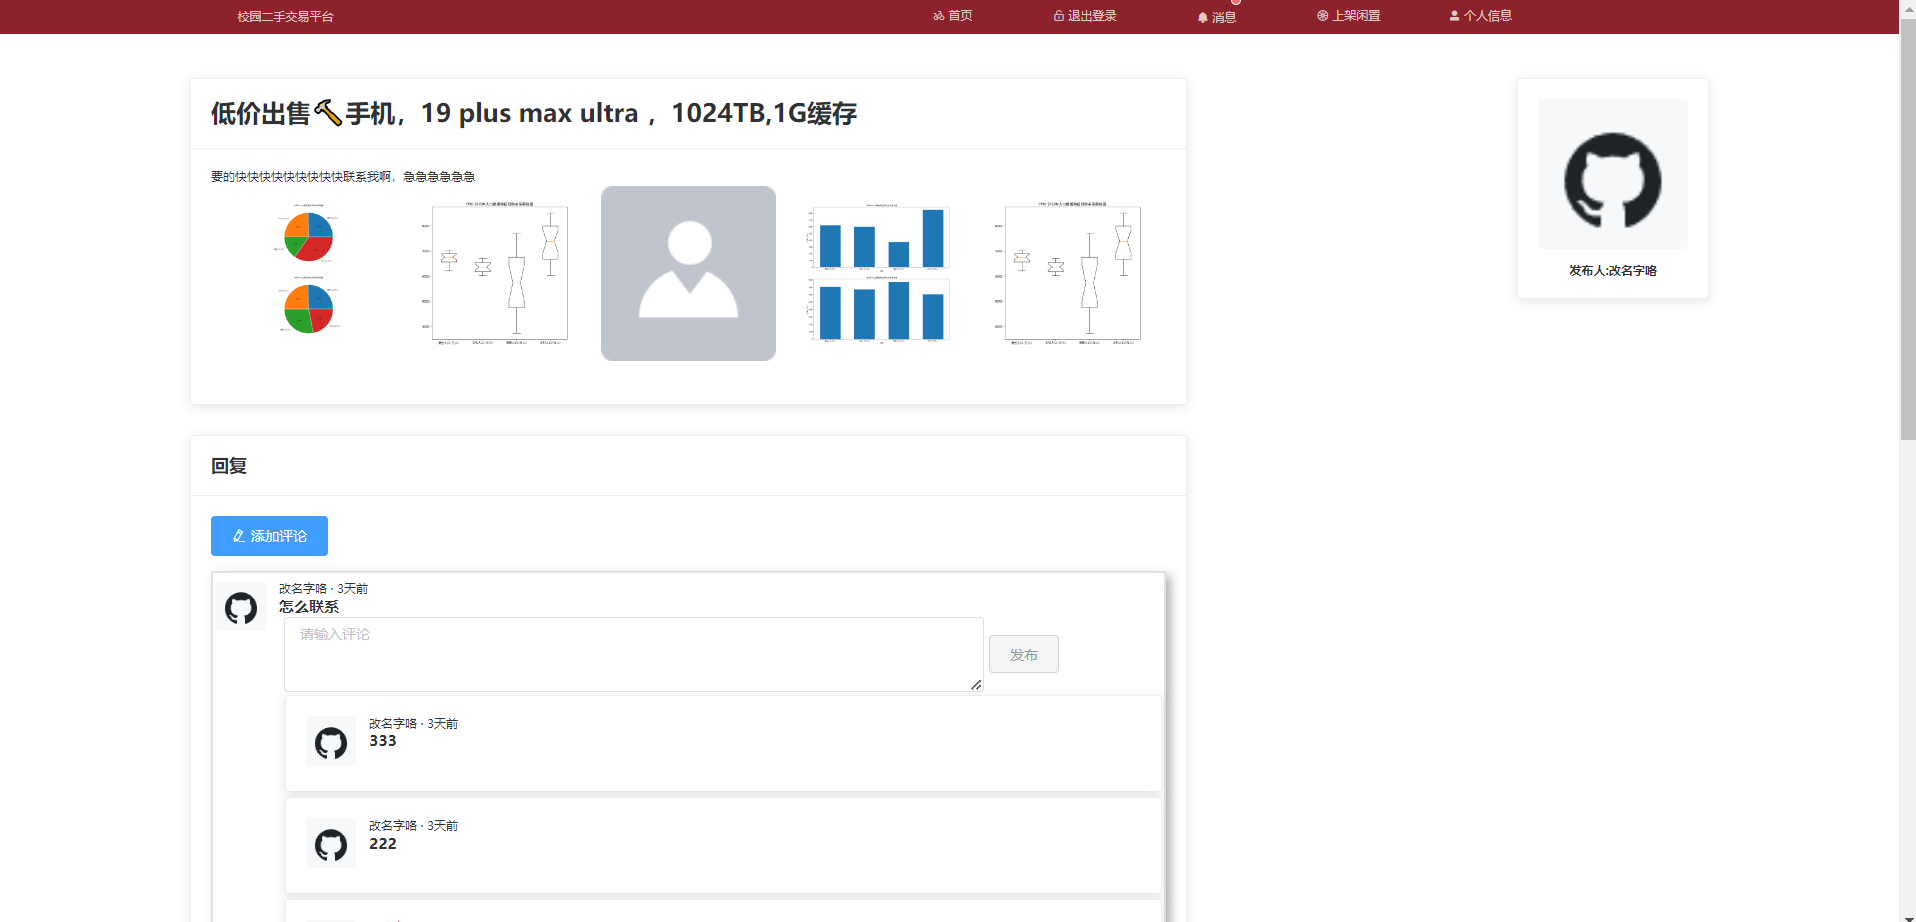 校园二手交易平台
首页
退出登录
消息
上架闲置
个人信息
低价出售🔨手机，19 plus max ultra ，1024TB,1G缓存
要的快快快快快快快快快联系我啊，急急急急急急
发布人:改名字咯
回复
添加评论
改名字咯 · 3天前
怎么联系
请输入评论
发布
改名字咯 · 3天前
333
改名字咯 · 3天前
222